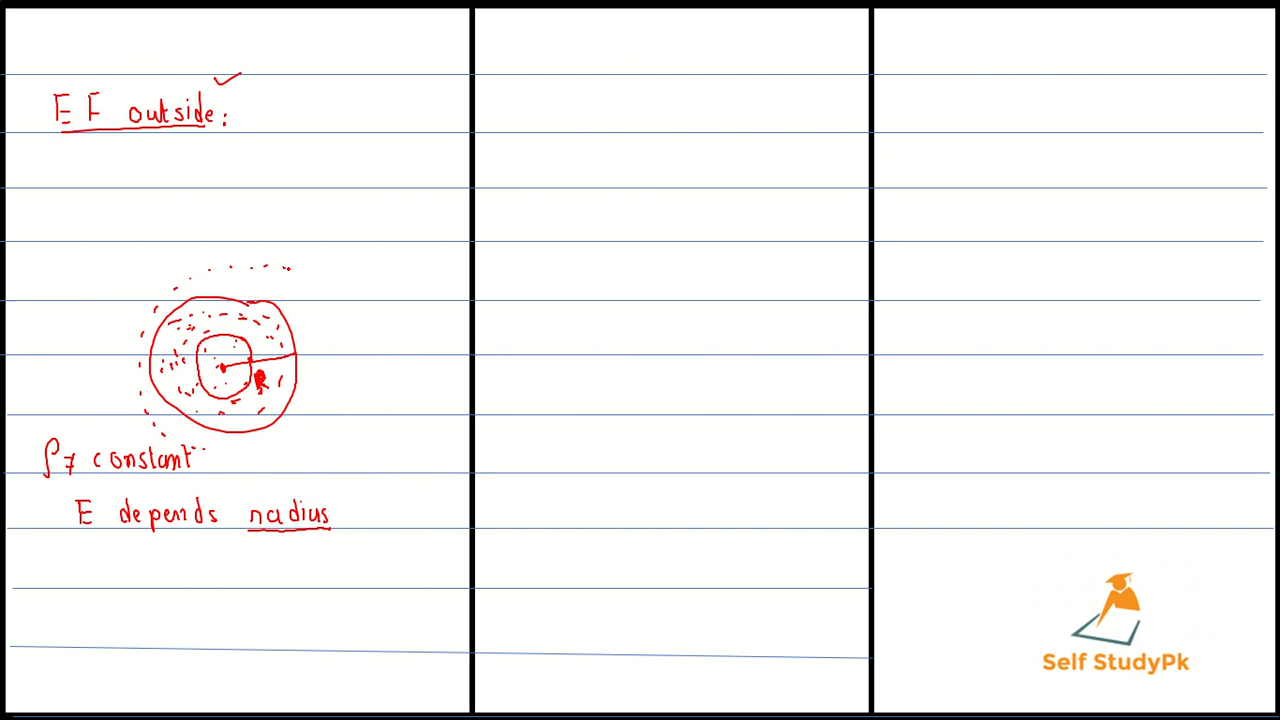 E F outside:
R
ρ ≠ constant
E depends radius
Self StudyPk